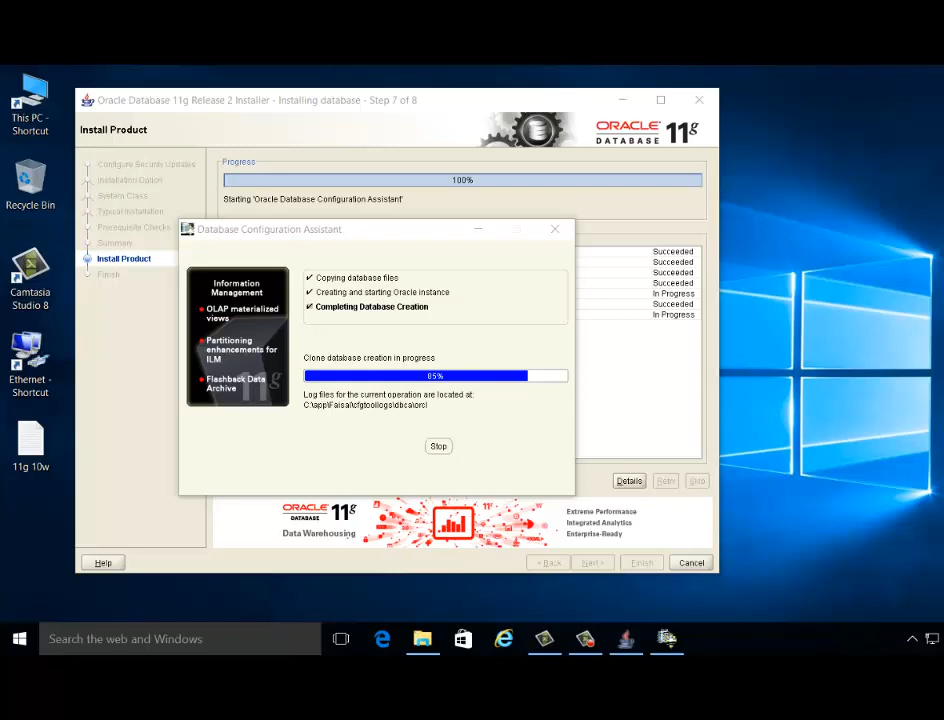 This PC -
Shortcut
Recycle Bin
Camtasia
Studio 8
Ethernet -
Shortcut
11g 10w
Oracle Database 11g Release 2 Installer - Installing database - Step 7 of 8
Install Product
ORACLE
DATABASE 11g
Configure Security Updates
Installation Option
System Class
Typical Installation
Prerequisite Checks
Summary
Install Product
Finish
Progress
100%
Starting 'Oracle Database Configuration Assistant'
Succeeded
Succeeded
Succeeded
Succeeded
In Progress
Succeeded
In Progress
Database Configuration Assistant
Information
Management
OLAP materialized
views
Partitioning
enhancements for
ILM
Flashback Data
Archive
11g
Copying database files
Creating and starting Oracle instance
Completing Database Creation
Clone database creation in progress
85%
Log files for the current operation are located at:
C:\app\Faisal\cfgtoollogs\dbca\orcl
Stop
Details
Retry
Skip
ORACLE
DATABASE 11g
Data Warehousing
11g
Extreme Performance
Integrated Analytics
Enterprise-Ready
Help
< Back
Next >
Finish
Cancel
Search the web and Windows